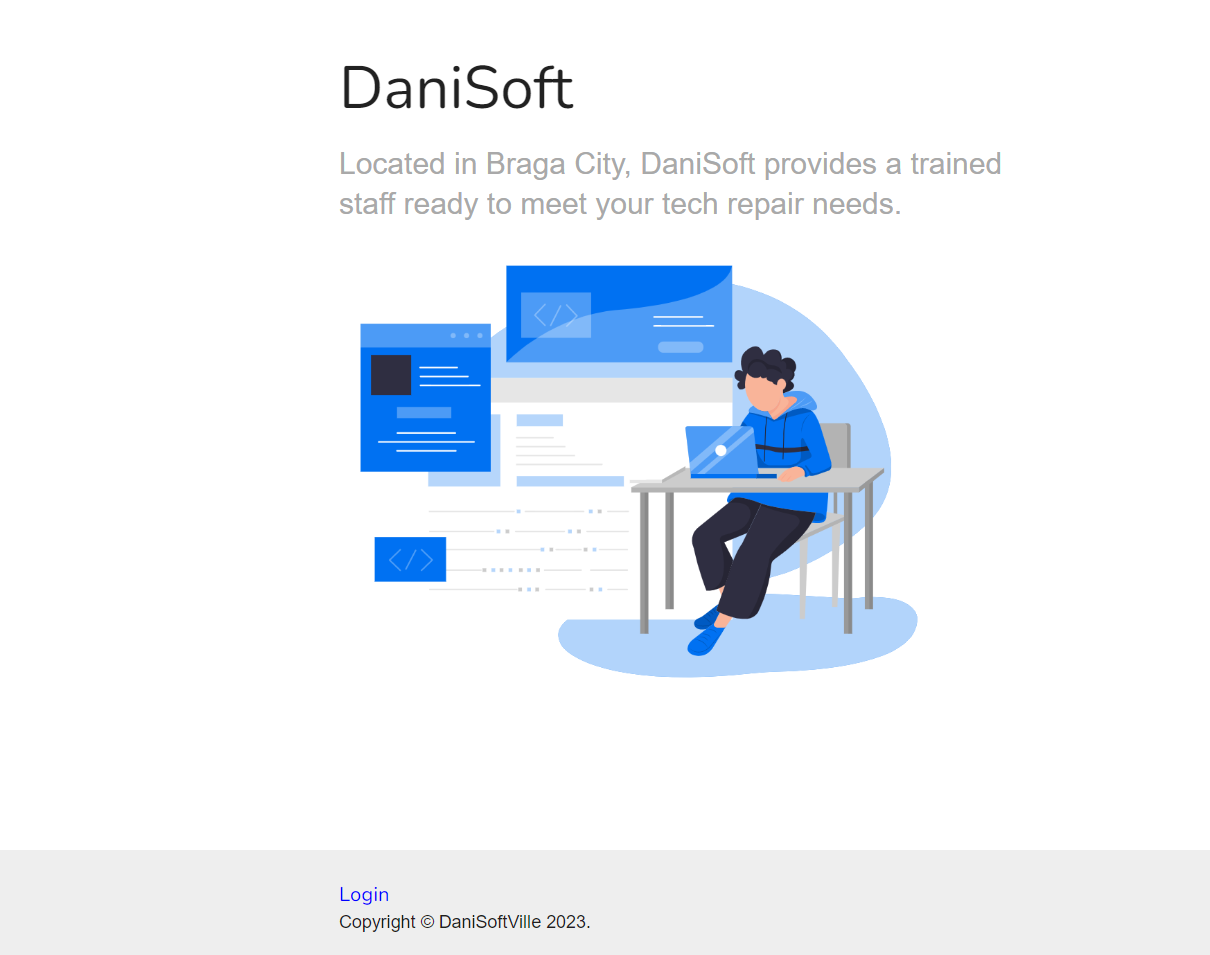 DaniSoft
Located in Braga City, DaniSoft provides a trained
staff ready to meet your tech repair needs.
</>
</>
Login
Copyright © DaniSoftVille 2023.